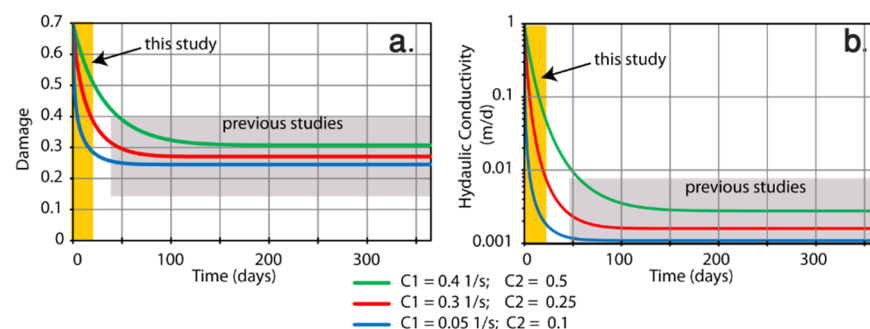 a.
this study
previous studies
Damage
0.7
0.6
0.5
0.4
0.3
0.2
0.1
0
0 100 200 300
Time (days)
b.
this study
previous studies
Hydaulic Conductivity
(m/d)
1
0.1
0.01
0.001
0 100 200 300
Time (days)
C1 = 0.4 1/s; C2 = 0.5
C1 = 0.3 1/s; C2 = 0.25
C1 = 0.05 1/s; C2 = 0.1